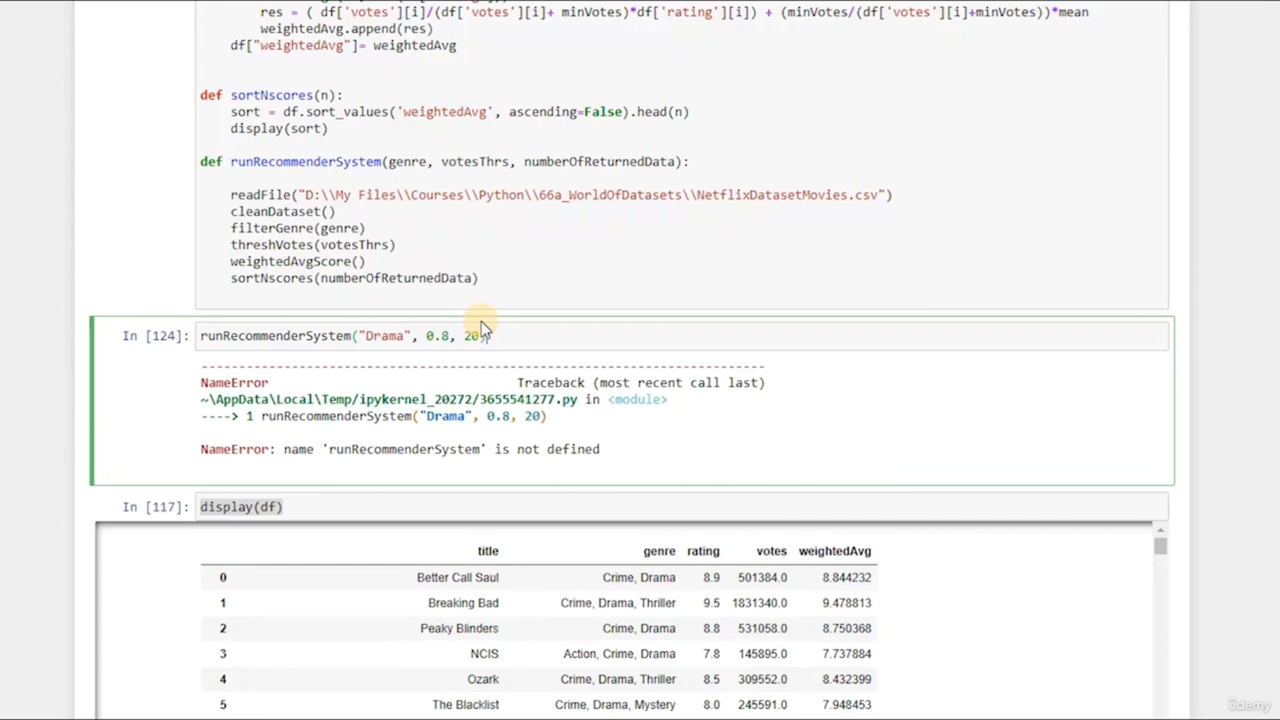 res = ( df['votes'][i]/(df['votes'][i]+ minVotes)*df['rating'][i]) + (minVotes/(df['votes'][i]+minVotes))*mean
weightedAvg.append(res)
df["weightedAvg"]= weightedAvg
def sortNscores(n):
sort = df.sort_values('weightedAvg', ascending=False).head(n)
display(sort)
def runRecommenderSystem(genre, votesThrs, numberOfReturnedData):
readFile("D:\\My Files\\Courses\\Python\\66a_WorldOfDatasets\\NetflixDatasetMovies.csv")
cleanDataset()
filterGenre(genre)
threshVotes(votesThrs)
weightedAvgScore()
sortNscores(numberOfReturnedData)
In [124]: runRecommenderSystem("Drama", 0.8, 20)
---------------------------------------------------------------------------
NameError Traceback (most recent call last)
~\AppData\Local\Temp/ipykernel_20272/3655541277.py in <module>
----> 1 runRecommenderSystem("Drama", 0.8, 20)
NameError: name 'runRecommenderSystem' is not defined
In [117]: display(df)
title genre rating votes weightedAvg
0 Better Call Saul Crime, Drama 8.9 501384.0 8.844232
1 Breaking Bad Crime, Drama, Thriller 9.5 1831340.0 9.478813
2 Peaky Blinders Crime, Drama 8.8 531058.0 8.750368
3 NCIS Action, Crime, Drama 7.8 145895.0 7.737884
4 Ozark Crime, Drama, Thriller 8.5 309552.0 8.432399
5 The Blacklist Crime, Drama, Mystery 8.0 245591.0 7.948453
ûdemy